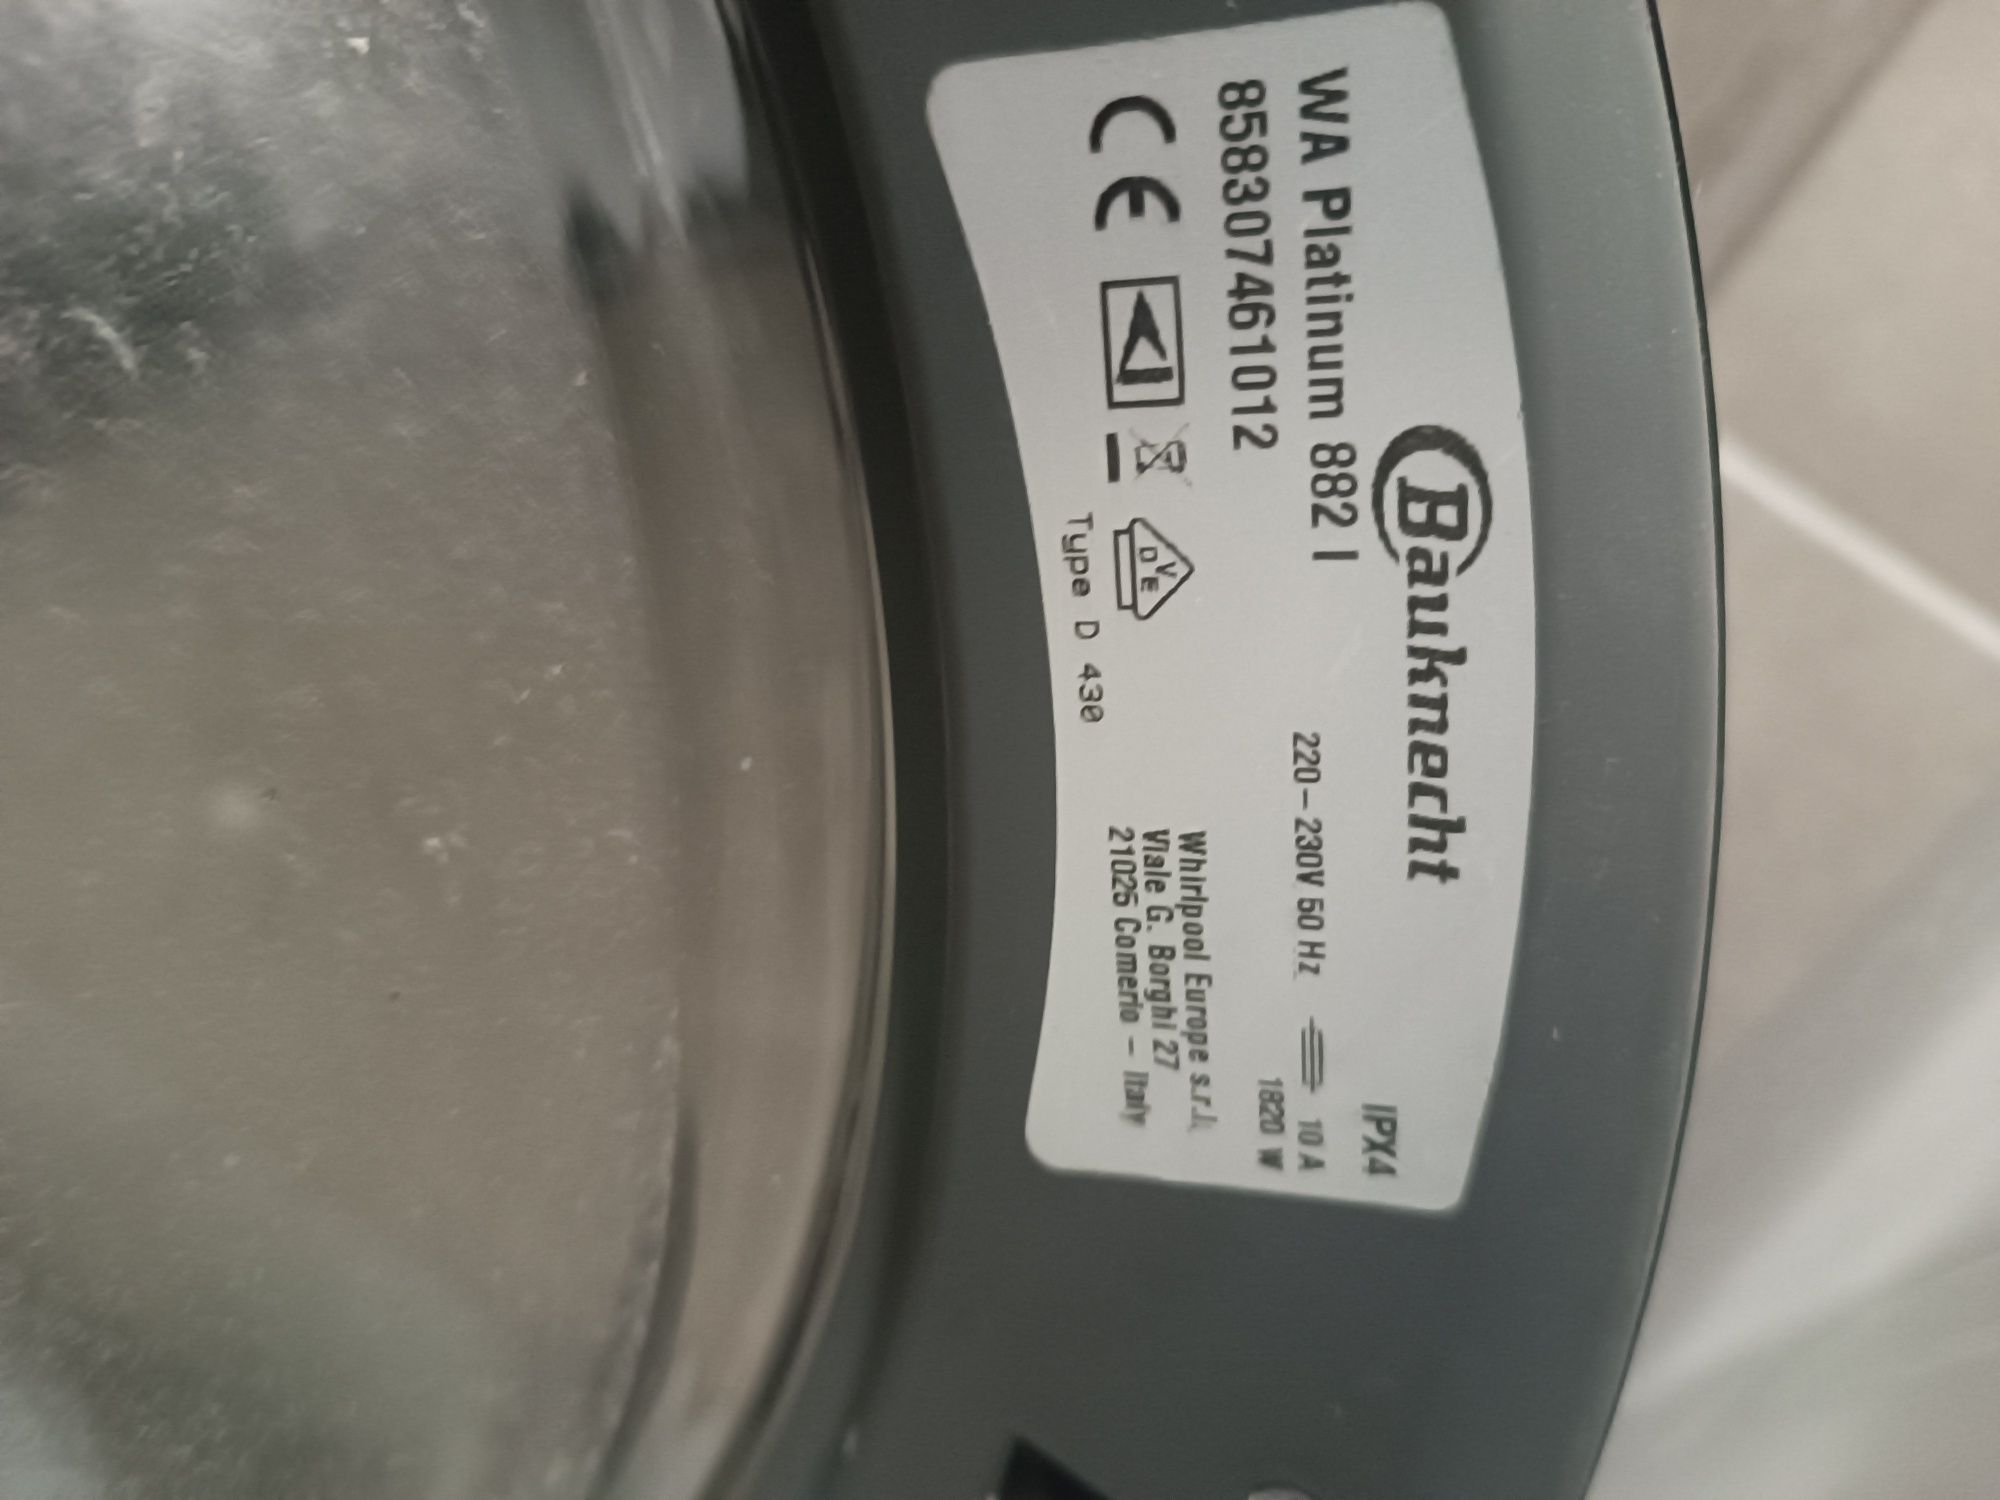 Bauknecht
IPX4
WA Platinum 882 I
220-230V 50 Hz 10 A
858307461012
1820 W
CE
VDE
Whirlpool Europe s.r.l.
Viale G. Borghi 27
21025 Comerio - Italy
Type D 430